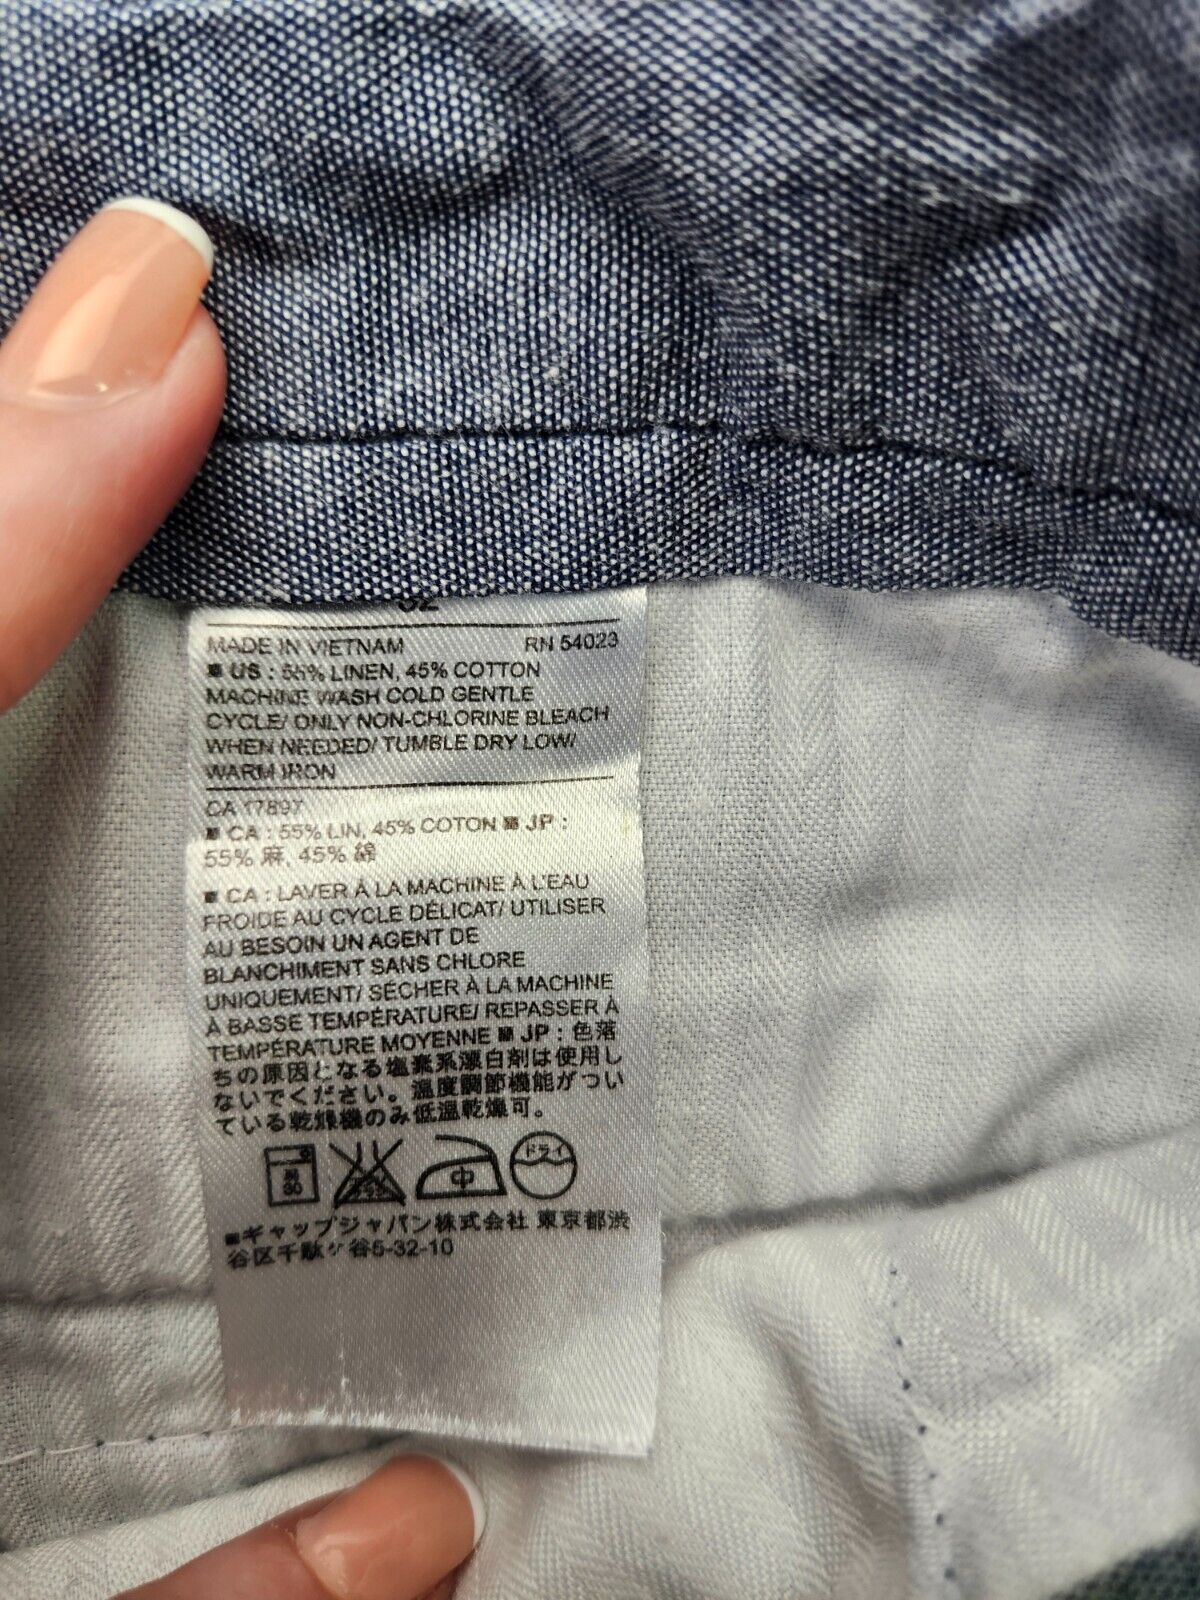 32
MADE IN VIETNAM RN 54023
■ US : 55% LINEN, 45% COTTON
MACHINE WASH COLD GENTLE
CYCLE/ ONLY NON-CHLORINE BLEACH
WHEN NEEDED/ TUMBLE DRY LOW/
WARM IRON
CA 17897
■ CA : 55% LIN, 45% COTON ■ JP :
55% 麻, 45% 綿
■ CA : LAVER À LA MACHINE À L'EAU
FROIDE AU CYCLE DÉLICAT/ UTILISER
AU BESOIN UN AGENT DE
BLANCHIMENT SANS CHLORE
UNIQUEMENT/ SÉCHER À LA MACHINE
À BASSE TEMPÉRATURE/ REPASSER À
TEMPÉRATURE MOYENNE ■ JP : 色落
ちの原因となる塩素系漂白剤は使用し
ないでください。温度調節機能がつい
ている乾燥機のみ低温乾燥可。
弱 30 中 ドライ
■ギャップジャパン株式会社 東京都渋
谷区千駄ヶ谷5-32-10